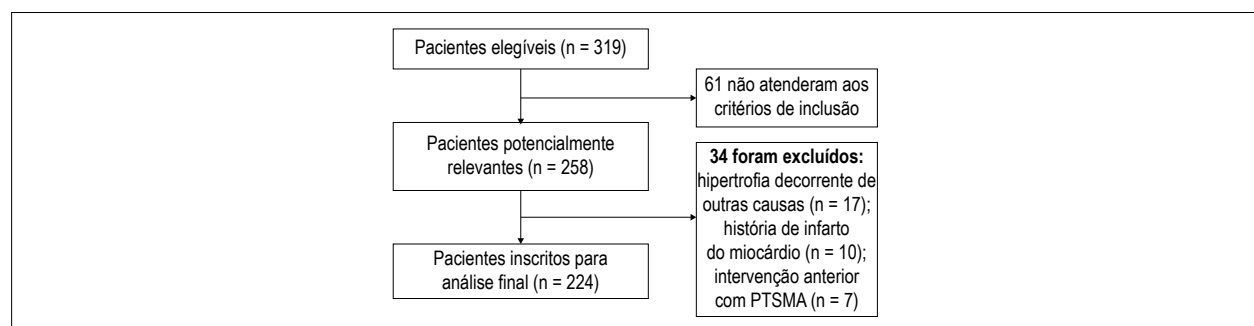 Pacientes elegíveis (n = 319)
61 não atenderam aos
critérios de inclusão
Pacientes potencialmente
relevantes (n = 258)
34 foram excluídos:
hipertrofia decorrente de
outras causas (n = 17);
história de infarto
do miocárdio (n = 10);
intervenção anterior
com PTSMA (n = 7)
Pacientes inscritos para
análise final (n = 224)